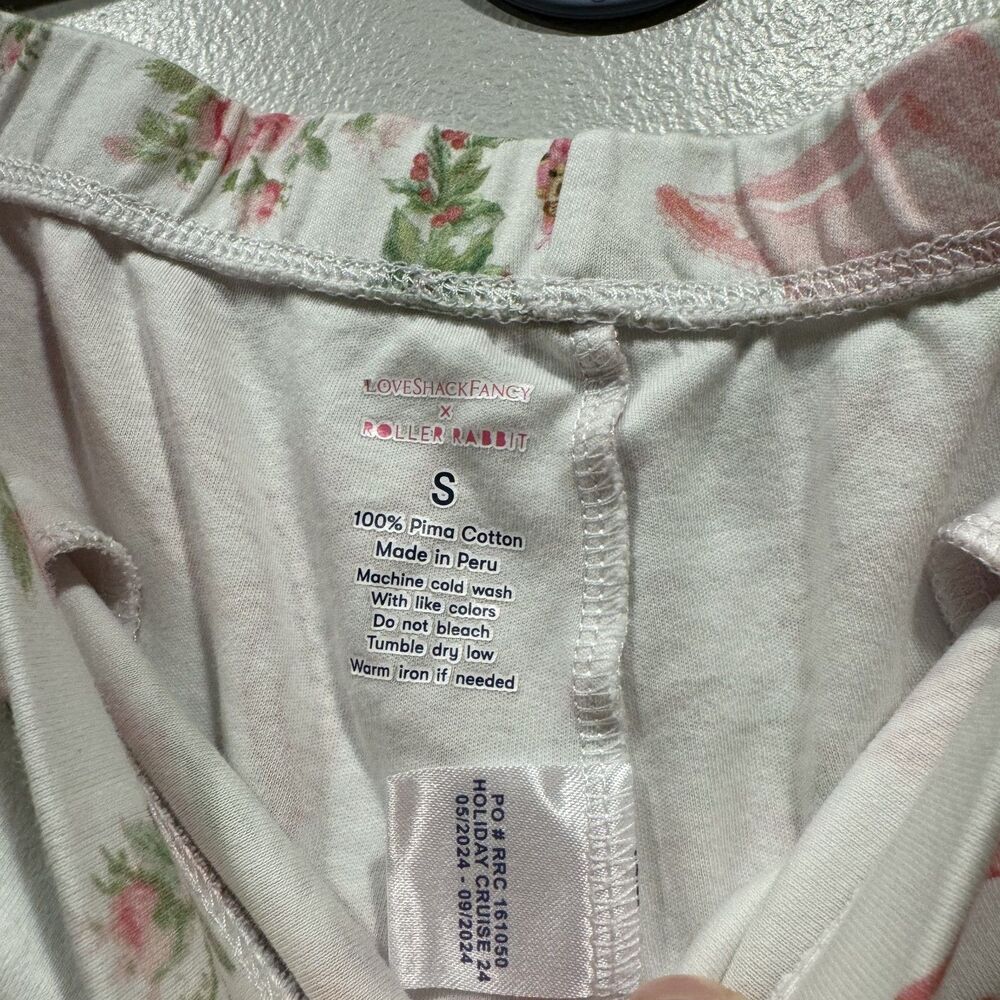 LOVESHACKFANCY
X
ROLLER RABBIT
S
100% Pima Cotton
Made in Peru
Machine cold wash
With like colors
Do not bleach
Tumble dry low
Warm iron if needed
PO # RRC 161050
HOLIDAY CRUISE 24
05/2024 - 09/2024